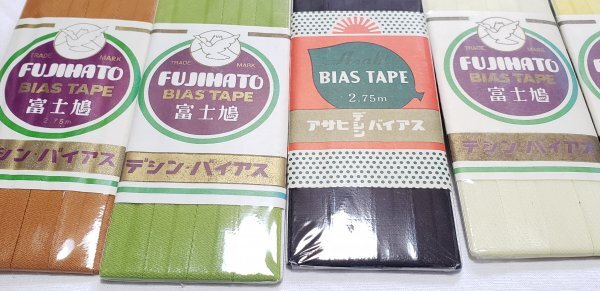 TRADE MARK
FUJIHATO
BIAS TAPE
富士鳩
2.75m
デシン・バイアス
TRADE MARK
FUJIHATO
BIAS TAPE
富士鳩
デシン・バイアス
Asahi
BIAS TAPE
2.75m
アサヒデシンバイアス
TRADE MARK
FUJIHATO
BIAS TAPE
富士鳩
2.75m
デシン・バイアス